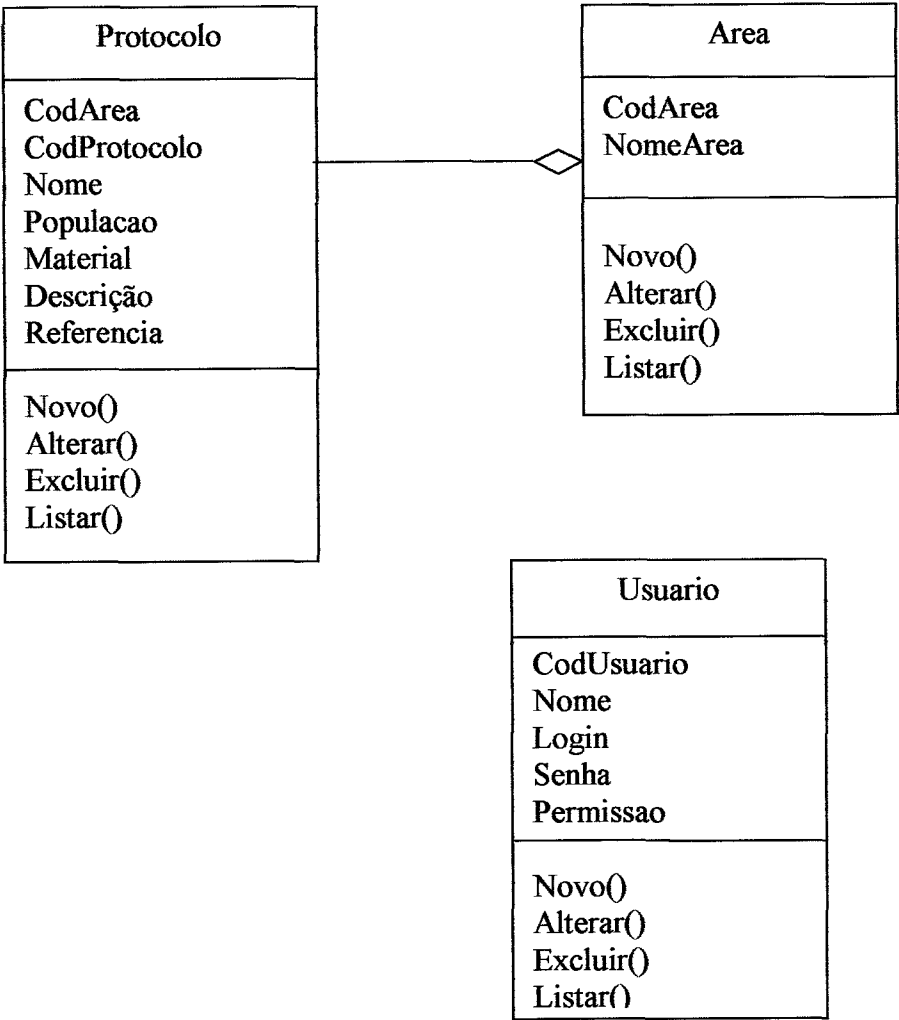 Protocolo
CodArea
CodProtocolo
Nome
Populacao
Material
Descrição
Referencia
Novo()
Alterar()
Excluir()
Listar()
Area
CodArea
NomeArea
Novo()
Alterar()
Excluir()
Listar()
Usuario
CodUsuario
Nome
Login
Senha
Permissao
Novo()
Alterar()
Excluir()
Listar()